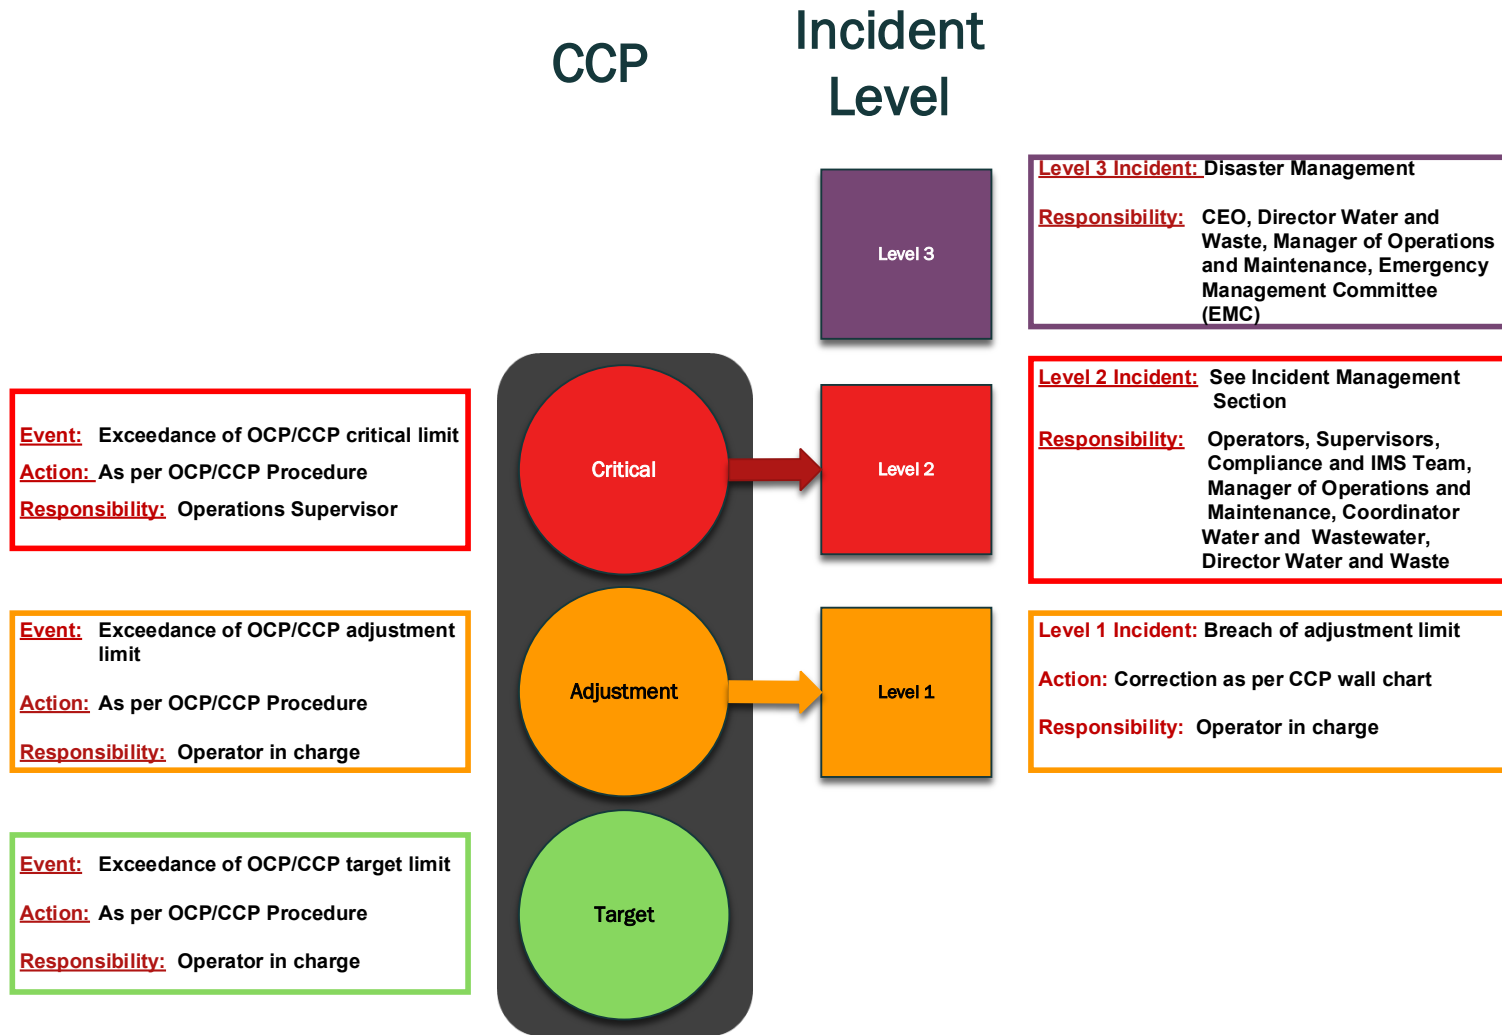 CCP
Incident
Level
Level 3
Level 3 Incident: Disaster Management
Responsibility: CEO, Director Water and
Waste, Manager of Operations
and Maintenance, Emergency
Management Committee
(EMC)
Event: Exceedance of OCP/CCP critical limit
Action: As per OCP/CCP Procedure
Responsibility: Operations Supervisor
Critical
Level 2
Level 2 Incident: See Incident Management
Section
Responsibility: Operators, Supervisors,
Compliance and IMS Team,
Manager of Operations and
Maintenance, Coordinator
Water and Wastewater,
Director Water and Waste
Event: Exceedance of OCP/CCP adjustment
limit
Action: As per OCP/CCP Procedure
Responsibility: Operator in charge
Adjustment
Level 1
Level 1 Incident: Breach of adjustment limit
Action: Correction as per CCP wall chart
Responsibility: Operator in charge
Event: Exceedance of OCP/CCP target limit
Action: As per OCP/CCP Procedure
Responsibility: Operator in charge
Target